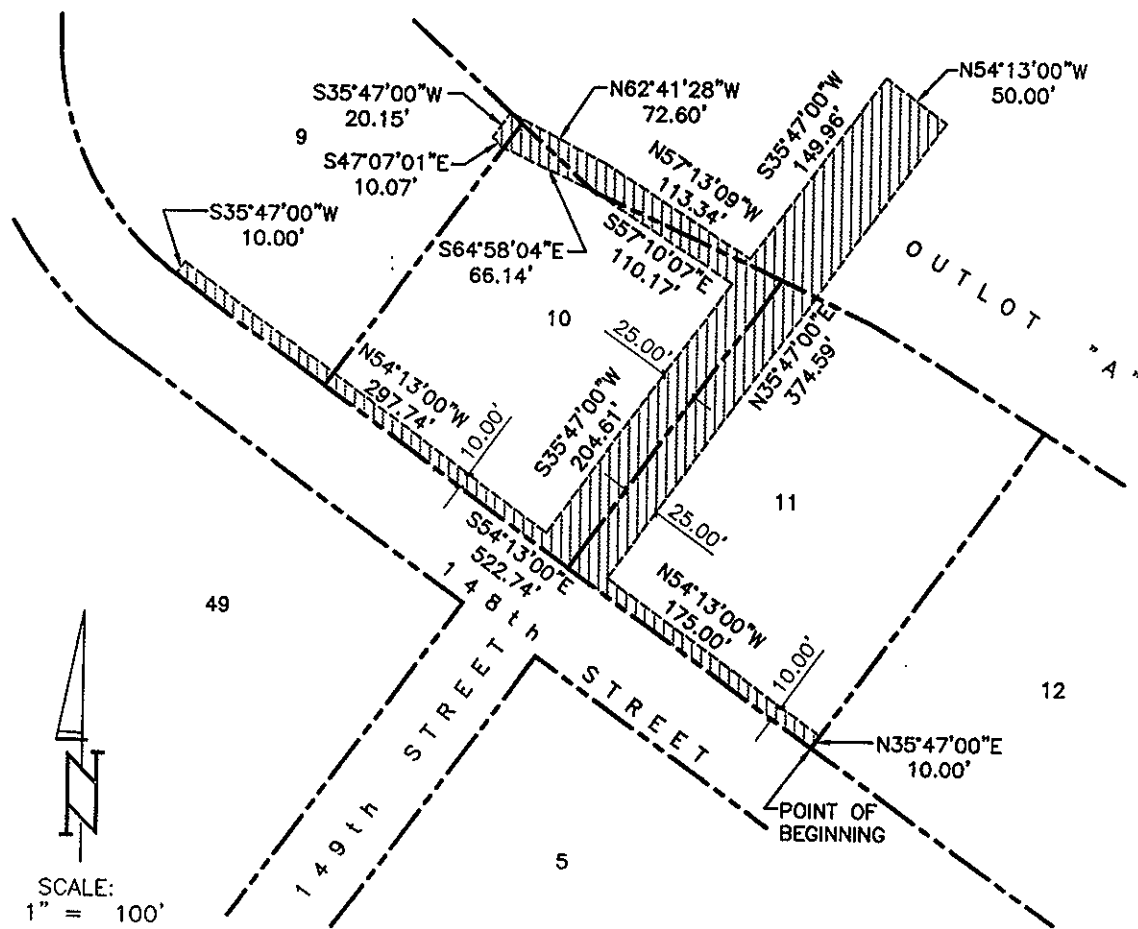 S35°47'00"W
20.15'
9
S47°07'01"E
10.07'
S35°47'00"W
10.00'
N62°41'28"W
72.60'
N57°13'09"W
113.34'
S35°47'00"W
149.96'
N54°13'00"W
50.00'
S64°58'04"E
66.14'
S57°10'07"E
110.17'
OUTLOT "A"
10
25.00'
N54°13'00"W
297.74'
10.00'
S35°47'00"W
204.61'
N35°47'00"E
374.59'
11
25.00'
S54°13'00"E
522.74'
N54°13'00"W
175.00'
10.00'
148th STREET
49
12
N35°47'00"E
10.00'
POINT OF
BEGINNING
149th STREET
5
N
SCALE:
1" = 100'